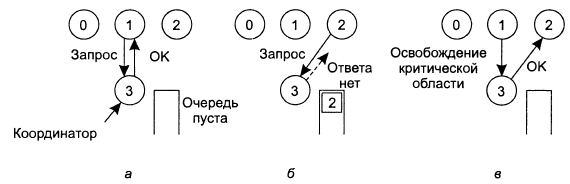 0 1 2
Запрос OK
3
Координатор
Очередь
пуста
а
0 1 2
Запрос
Ответа
нет
3
2
б
0 1 2
Освобождение
критической
области
OK
3
в